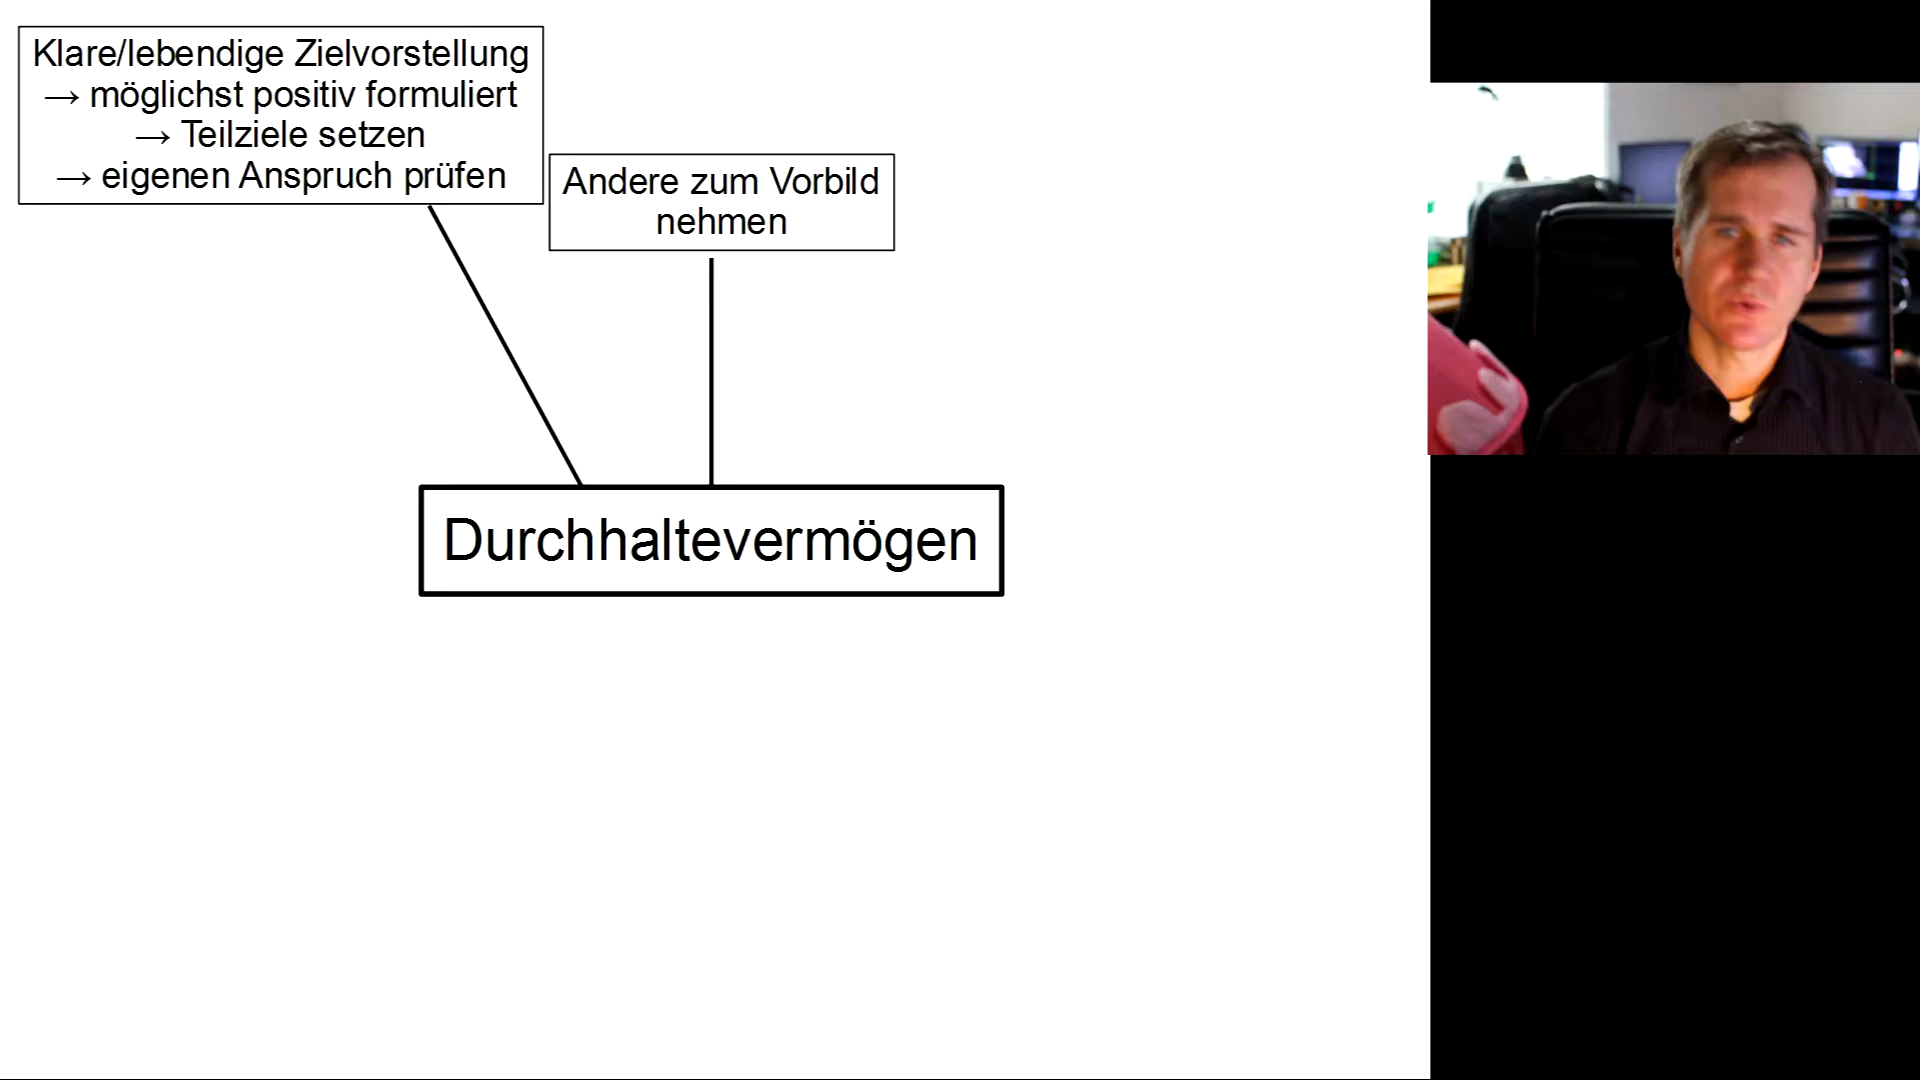 Klare/lebendige Zielvorstellung
→ möglichst positiv formuliert
→ Teilziele setzen
→ eigenen Anspruch prüfen
Andere zum Vorbild
nehmen
Durchhaltevermögen